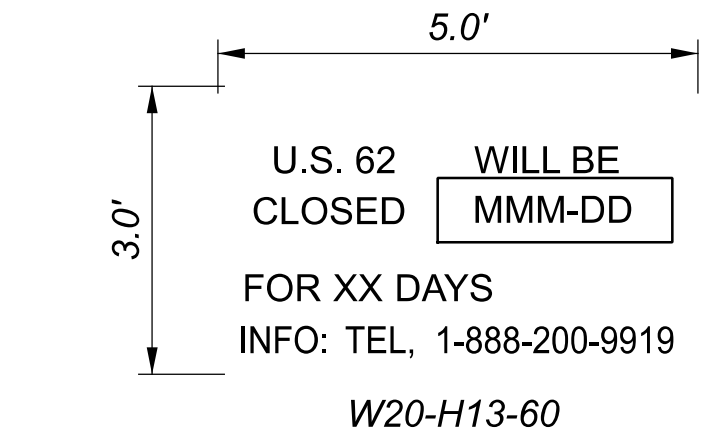 5.0'
3.0'
U.S. 62 WILL BE
CLOSED MMM-DD
FOR XX DAYS
INFO: TEL, 1-888-200-9919
W20-H13-60